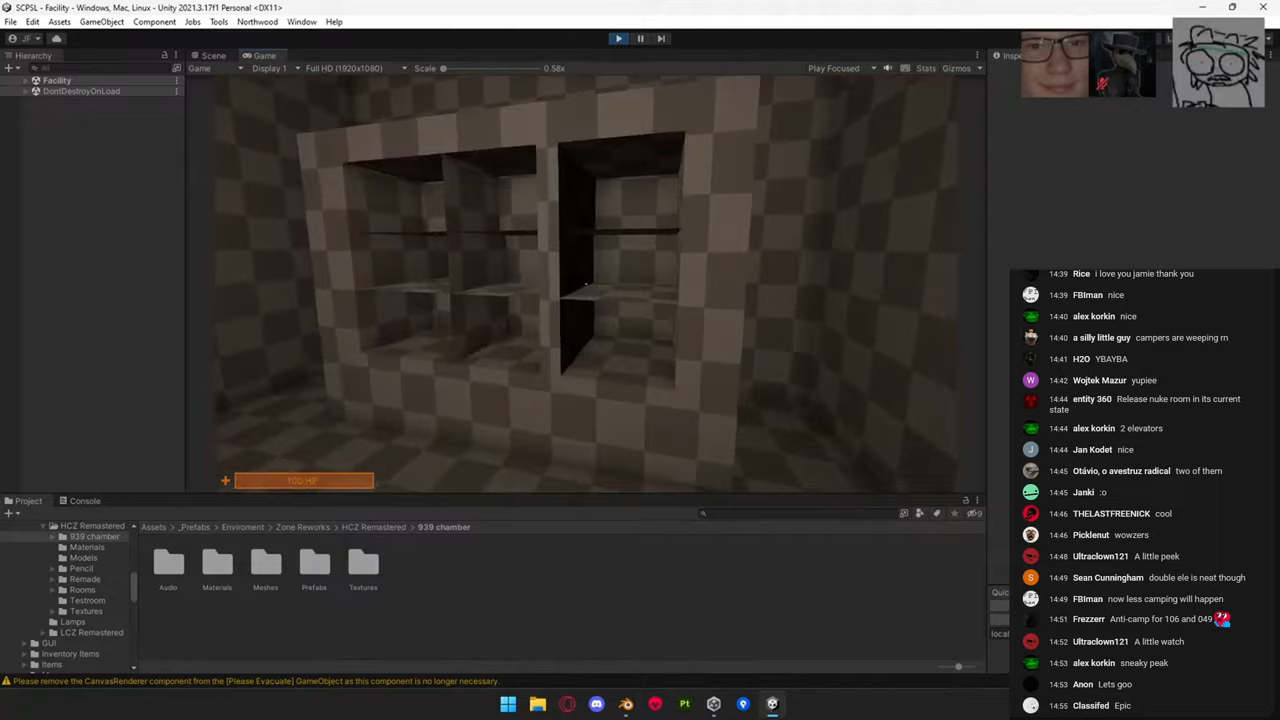 SCPSL - Facility - Windows, Mac, Linux - Unity 2021.3.17f1 Personal <DX11>
File Edit Assets GameObject Component Jobs Tools Northwood Window Help
JF
Hierarchy Scene Game
All
Game Display 1 Full HD (1920x1080) Scale 0.58x Play Focused Stats Gizmos
Facility
DontDestroyOnLoad
100 HP
Project Console
HCZ Remastered
939 chamber
Materials
Models
Pencil
Remade
Rooms
Testroom
Textures
Lamps
LCZ Remastered
GUI
Inventory Items
Items
Assets > _Prefabs > Enviroment > Zone Reworks > HCZ Remastered > 939 chamber
9
Audio Materials Meshes Prefabs Textures
Please remove the CanvasRenderer component from the [Please Evacuate] GameObject as this component is no longer necessary.
Pt
14:39 Rice i love you jamie thank you
14:39 FBIman nice
14:40 alex korkin nice
14:40 a silly little guy campers are weeping rn
14:41 H2O YBAYBA
W 14:42 Wojtek Mazur yupiee
14:44 entity 360 Release nuke room in its current
state
14:44 alex korkin 2 elevators
J 14:44 Jan Kodet nice
14:45 Otávio, o avestruz radical two of them
14:45 Janki :o
14:46 THELASTFREENICK cool
14:46 Picklenut wowzers
14:48 Ultraclown121 A little peek
14:49 Sean Cunningham double ele is neat though
14:49 FBIman now less camping will happen
14:51 Frezzerr Anti-camp for 106 and 049
14:52 Ultraclown121 A little watch
14:53 alex korkin sneaky peak
14:53 Anon Lets goo
14:55 Classifed Epic